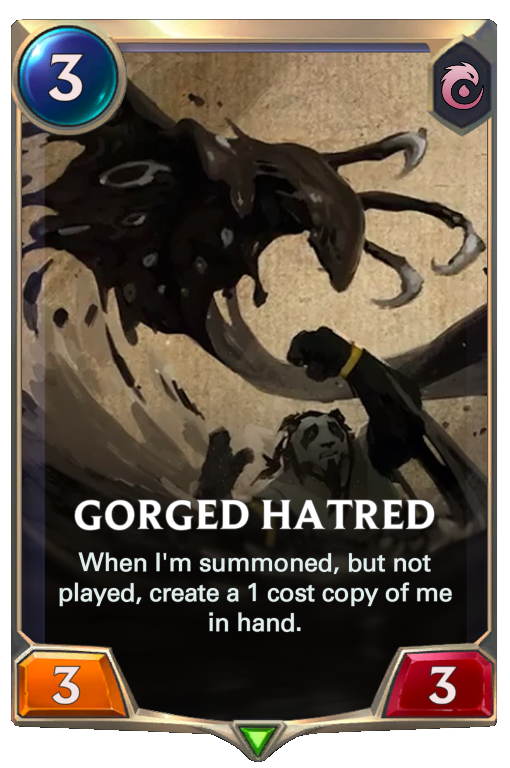 3
GORGED HATRED
When I'm summoned, but not
played, create a 1 cost copy of me
in hand.
3
3